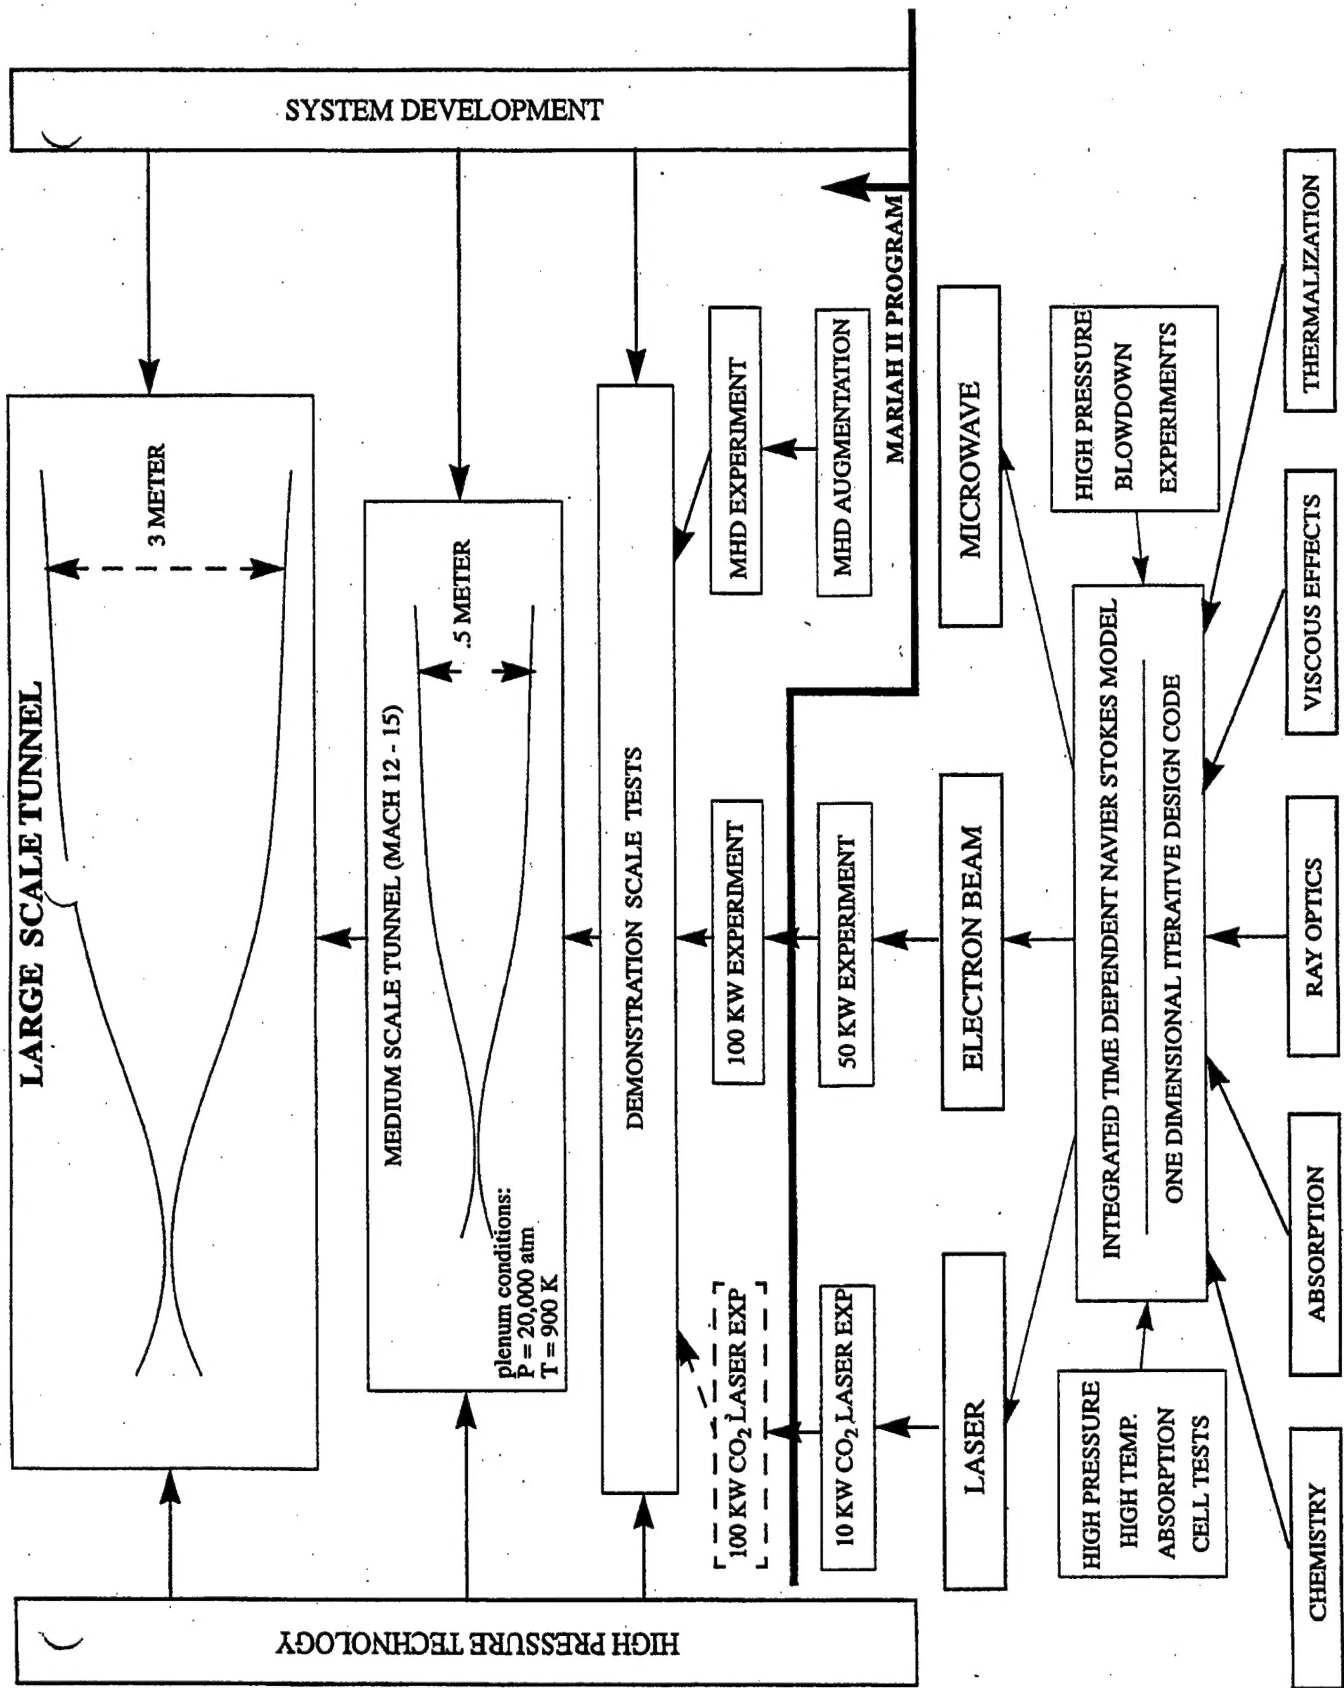 LARGE SCALE TUNNEL
3 METER
MEDIUM SCALE TUNNEL (MACH 12 - 15)
.5 METER
plenum conditions:
P = 20,000 atm
T = 900 K
DEMONSTRATION SCALE TESTS
HIGH PRESSURE TECHNOLOGY
SYSTEM DEVELOPMENT
100 KW CO2 LASER EXP
100 KW EXPERIMENT
MHD EXPERIMENT
10 KW CO2 LASER EXP
50 KW EXPERIMENT
MHD AUGMENTATION
MARIAH II PROGRAM
LASER
ELECTRON BEAM
MICROWAVE
HIGH PRESSURE
HIGH TEMP.
ABSORPTION
CELL TESTS
INTEGRATED TIME DEPENDENT NAVIER STOKES MODEL
ONE DIMENSIONAL ITERATIVE DESIGN CODE
HIGH PRESSURE
BLOWDOWN
EXPERIMENTS
CHEMISTRY
ABSORPTION
RAY OPTICS
VISCOUS EFFECTS
THERMALIZATION